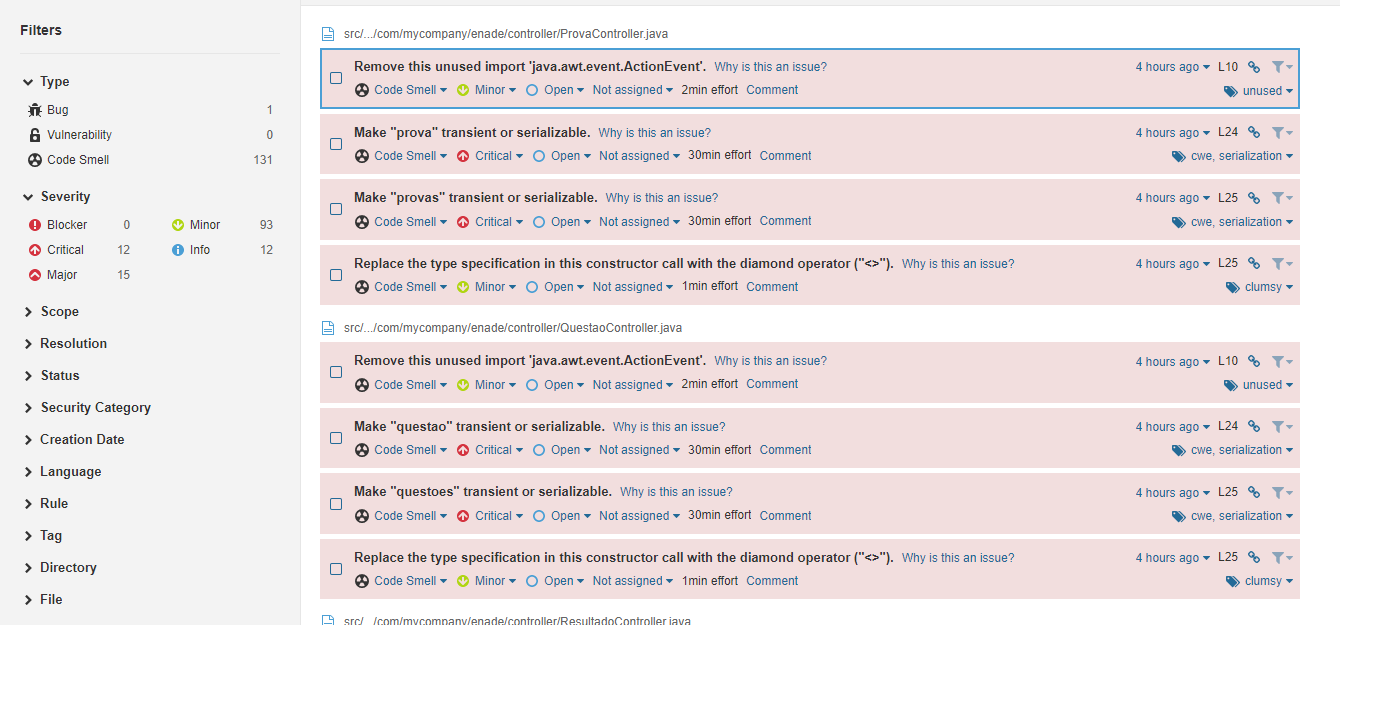 Filters
Type
Bug 1
Vulnerability 0
Code Smell 131
Severity
Blocker 0 Minor 93
Critical 12 Info 12
Major 15
Scope
Resolution
Status
Security Category
Creation Date
Language
Rule
Tag
Directory
File
src/.../com/mycompany/enade/controller/ProvaController.java
Remove this unused import 'java.awt.event.ActionEvent'. Why is this an issue? 4 hours ago L10
Code Smell Minor Open Not assigned 2min effort Comment unused
Make "prova" transient or serializable. Why is this an issue? 4 hours ago L24
Code Smell Critical Open Not assigned 30min effort Comment cwe, serialization
Make "provas" transient or serializable. Why is this an issue? 4 hours ago L25
Code Smell Critical Open Not assigned 30min effort Comment cwe, serialization
Replace the type specification in this constructor call with the diamond operator ("<>"). Why is this an issue? 4 hours ago L25
Code Smell Minor Open Not assigned 1min effort Comment clumsy
src/.../com/mycompany/enade/controller/QuestaoController.java
Remove this unused import 'java.awt.event.ActionEvent'. Why is this an issue? 4 hours ago L10
Code Smell Minor Open Not assigned 2min effort Comment unused
Make "questao" transient or serializable. Why is this an issue? 4 hours ago L24
Code Smell Critical Open Not assigned 30min effort Comment cwe, serialization
Make "questoes" transient or serializable. Why is this an issue? 4 hours ago L25
Code Smell Critical Open Not assigned 30min effort Comment cwe, serialization
Replace the type specification in this constructor call with the diamond operator ("<>"). Why is this an issue? 4 hours ago L25
Code Smell Minor Open Not assigned 1min effort Comment clumsy
src/.../com/mycompany/enade/controller/ResultadoController.java